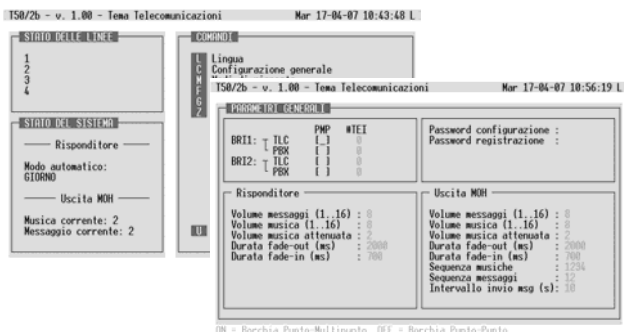 T50/2b - v. 1.00 - Tema Telecomunicazioni Mar 17-04-07 10:43:48 L
STATO DELLE LINEE
1
2
3
4
STATO DEL SISTEMA
Risponditore
Modo automatico:
GIORNO
Uscita MOH
Musica corrente: 2
Messaggio corrente: 2
COMANDI
L Lingua
C Configurazione generale
M
F
G
Z
U
T50/2b - v. 1.00 - Tema Telecomunicazioni Mar 17-04-07 10:56:19 L
PARAMETRI GENERALI
PMP #TEI
BRI1: TLC [_] 0
PBX [ ] 0
BRI2: TLC [ ] 0
PBX [ ] 0
Password configurazione :
Password registrazione :
Risponditore
Volume messaggi (1..16) : 8
Volume musica (1..16) : 8
Volume musica attenuata : 2
Durata fade-out (ms) : 2000
Durata fade-in (ms) : 700
Uscita MOH
Volume messaggi (1..16) : 8
Volume musica (1..16) : 8
Volume musica attenuata : 2
Durata fade-out (ms) : 2000
Durata fade-in (ms) : 700
Sequenza musiche : 1234
Sequenza messaggi : 12
Intervallo invio msg (s): 10
ON = Borchia Punto-Multipunto OFF = Borchia Punto-Punto